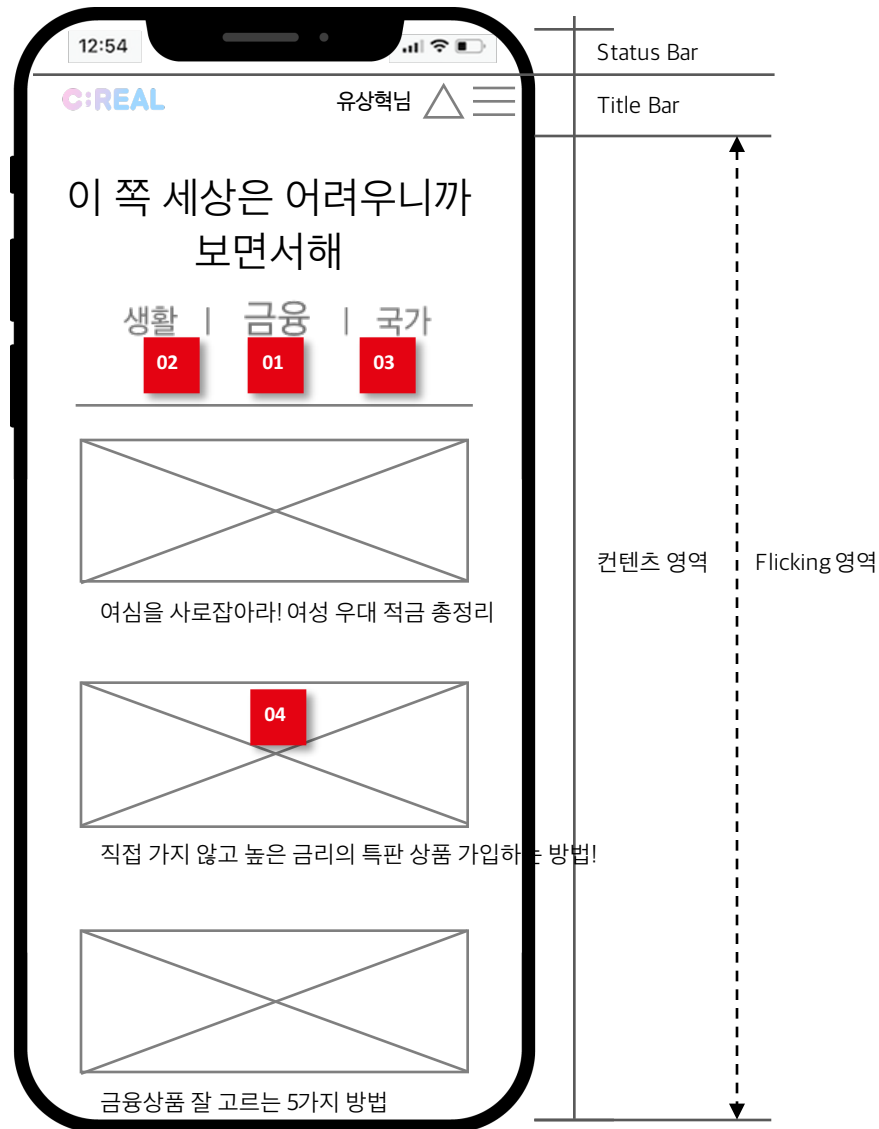 12:54
Status Bar
C:REAL
유상혁님
Title Bar
이 쪽 세상은 어려우니까
보면서해
생활 | 금융 | 국가
02 01 03
컨텐츠 영역
Flicking 영역
여심을 사로잡아라! 여성 우대 적금 총정리
04
직접 가지 않고 높은 금리의 특판 상품 가입하는 방법!
금융상품 잘 고르는 5가지 방법